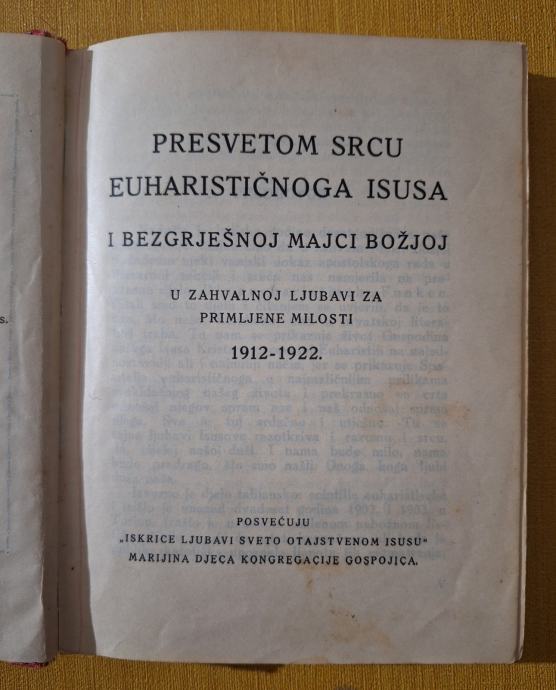 PRESVETOM SRCU
EUHARISTIČNOGA ISUSA
I BEZGRJEŠNOJ MAJCI BOŽJOJ
U ZAHVALNOJ LJUBAVI ZA
PRIMLJENE MILOSTI
1912-1922.
POSVEĆUJU
„ISKRICE LJUBAVI SVETO OTAJSTVENOM ISUSU“
MARIJINA DJECA KONGREGACIJE GOSPOJICA.
s.